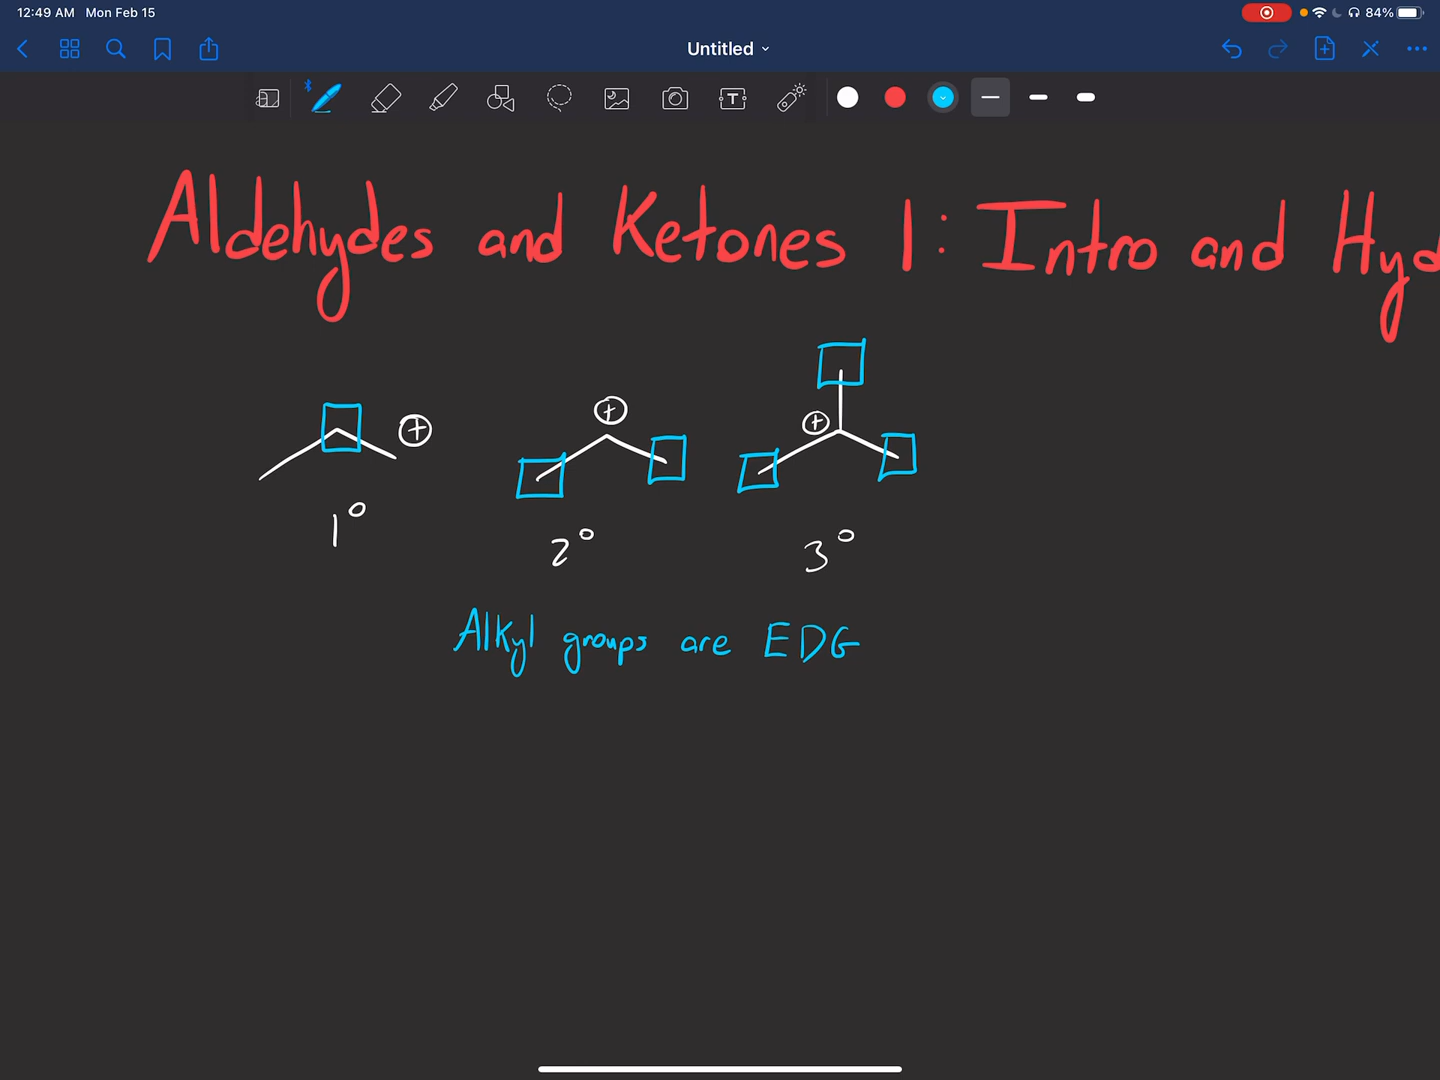 12:49 AM Mon Feb 15
84%
Untitled
T
Aldehydes and Ketones 1: Intro and Hyd
+
+
+
1°
2°
3°
Alkyl groups are EDG